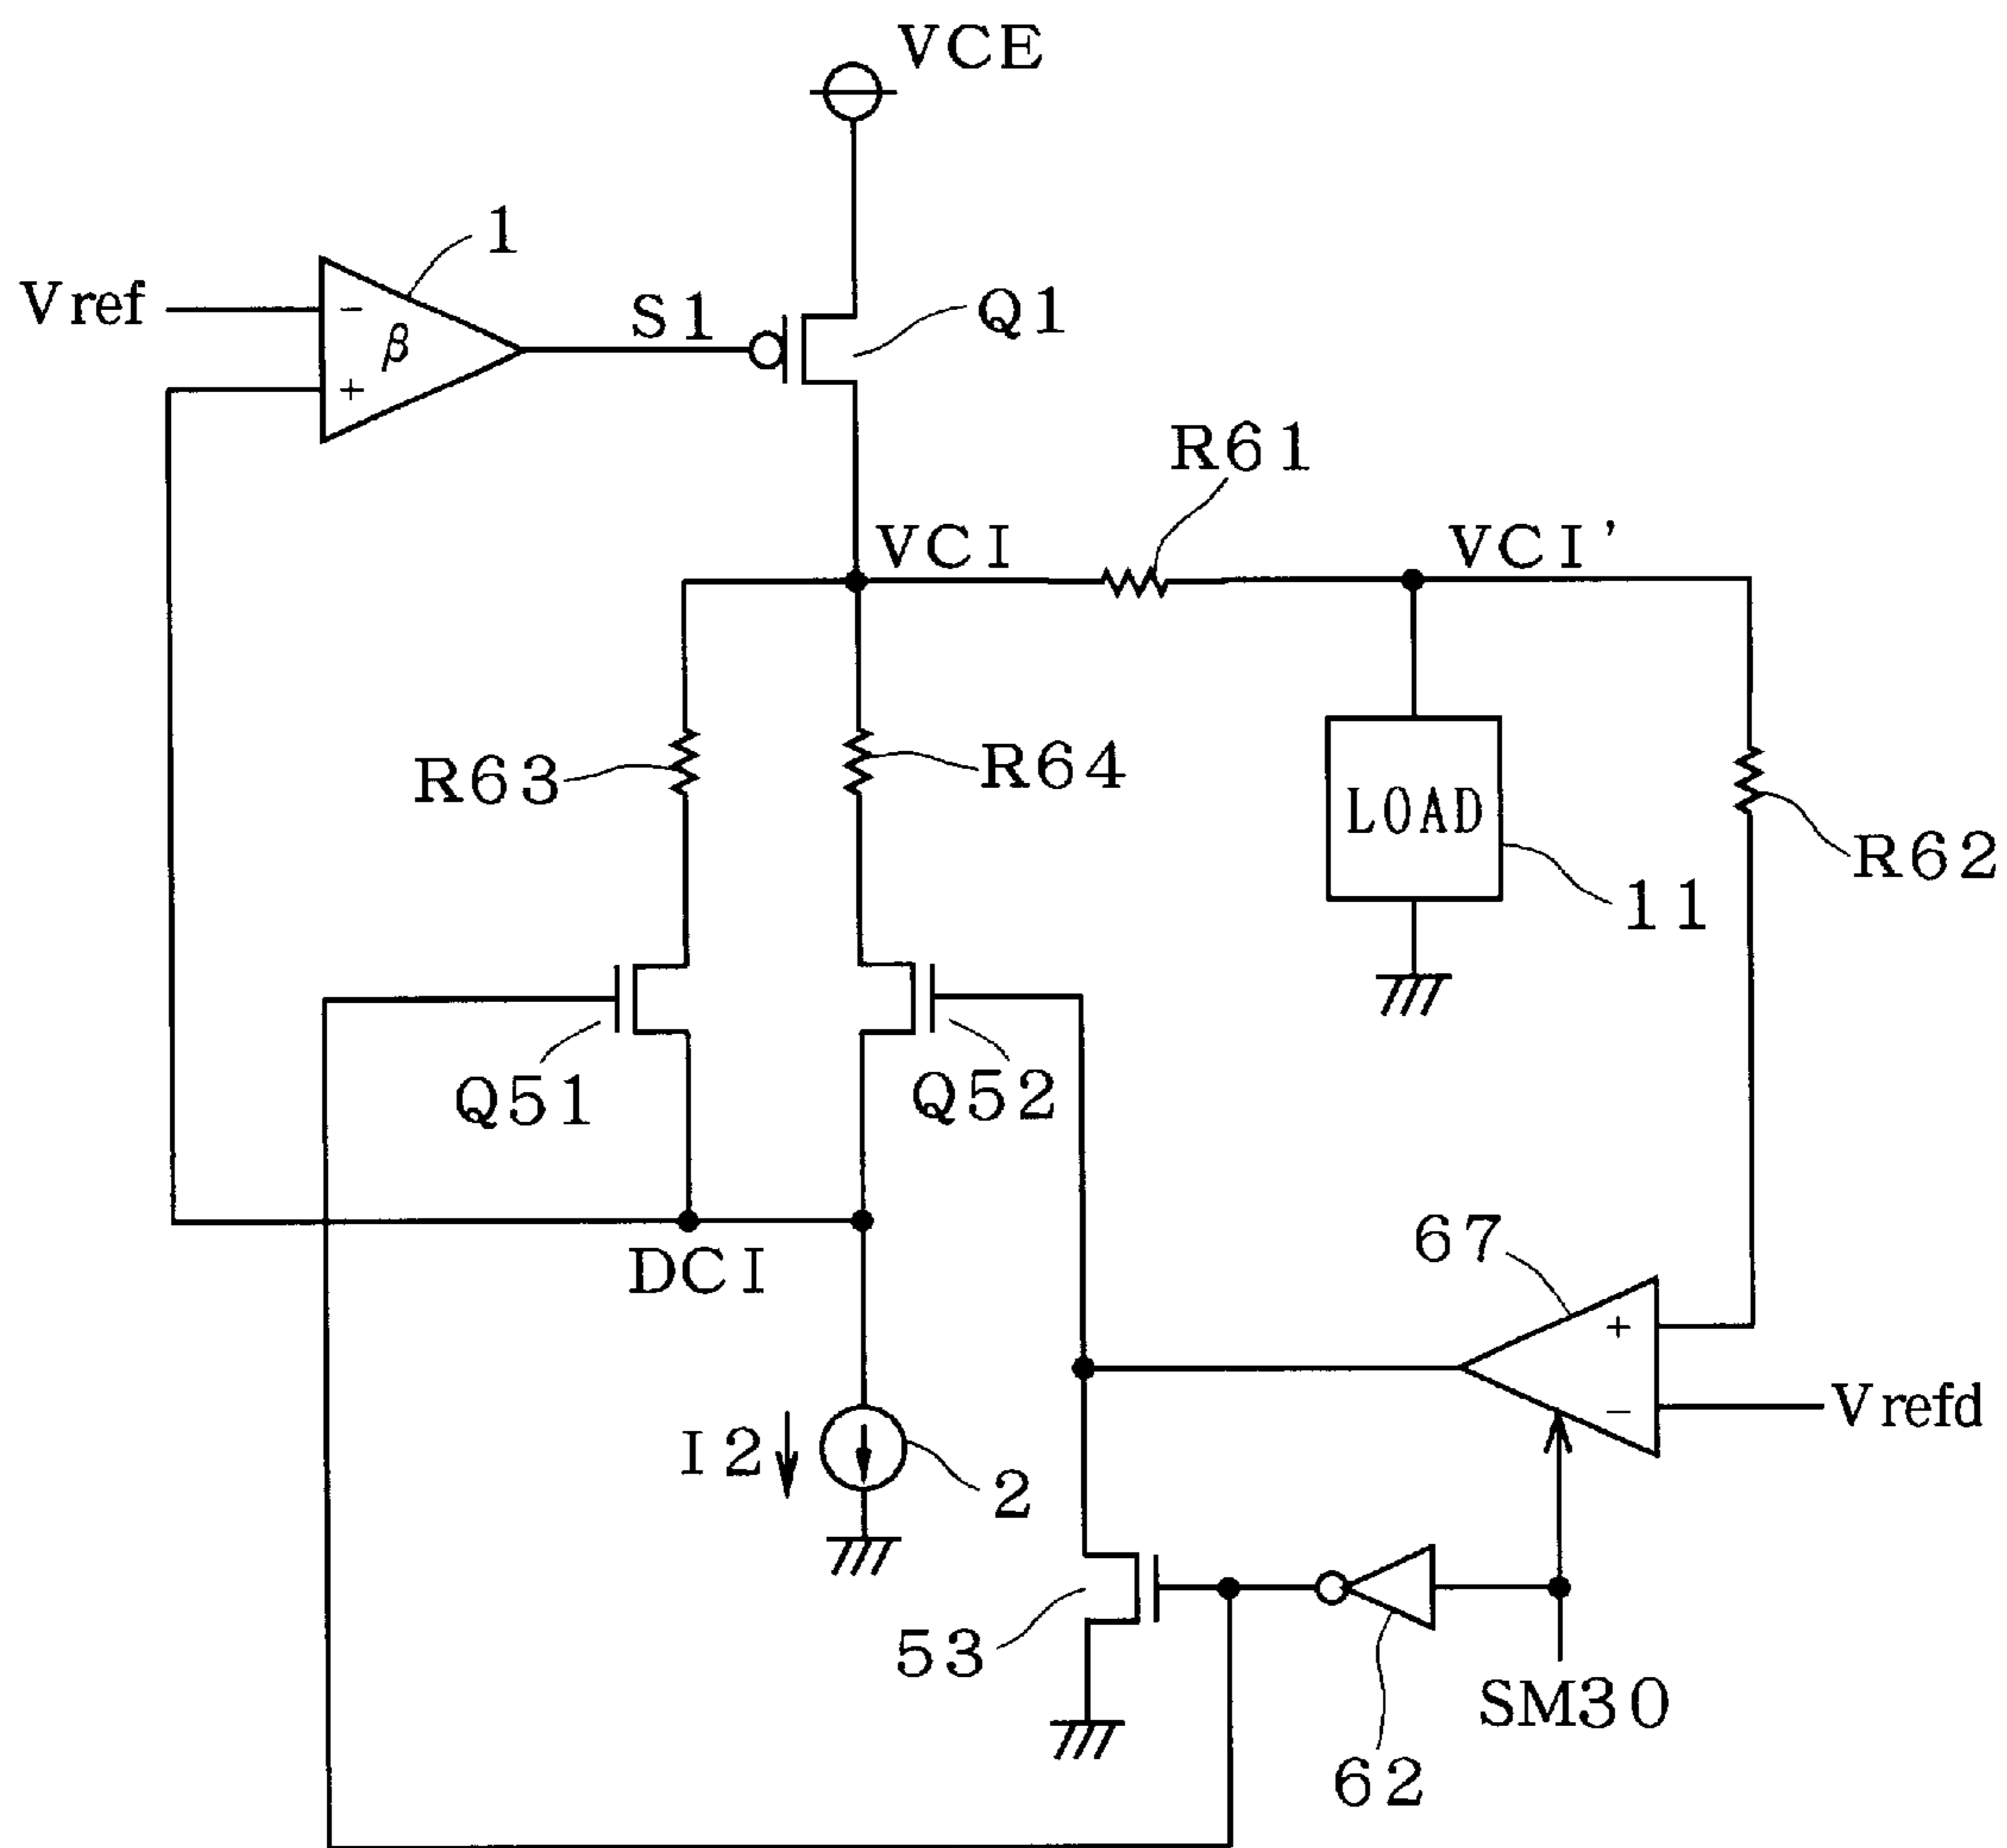 VCE
1
Vref
−
β
+
S1
Q1
R61
VCI
VCI'
R63
R64
LOAD
R62
11
Q51
Q52
DCI
67
+
−
Vrefd
I2
2
53
62
SM30